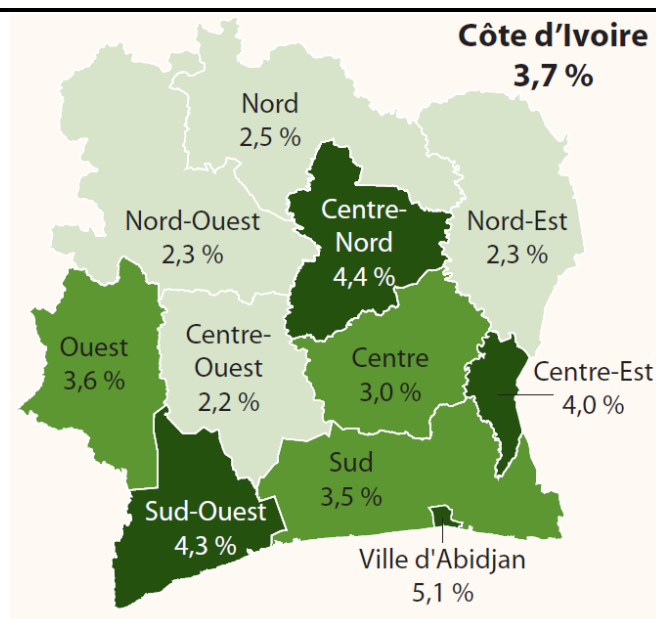 Côte d’Ivoire
3,7 %
Nord
2,5 %
Nord-Ouest
2,3 %
Centre-
Nord
4,4 %
Nord-Est
2,3 %
Ouest
3,6 %
Centre-
Ouest
2,2 %
Centre
3,0 %
Centre-Est
4,0 %
Sud
3,5 %
Sud-Ouest
4,3 %
Ville d'Abidjan
5,1 %